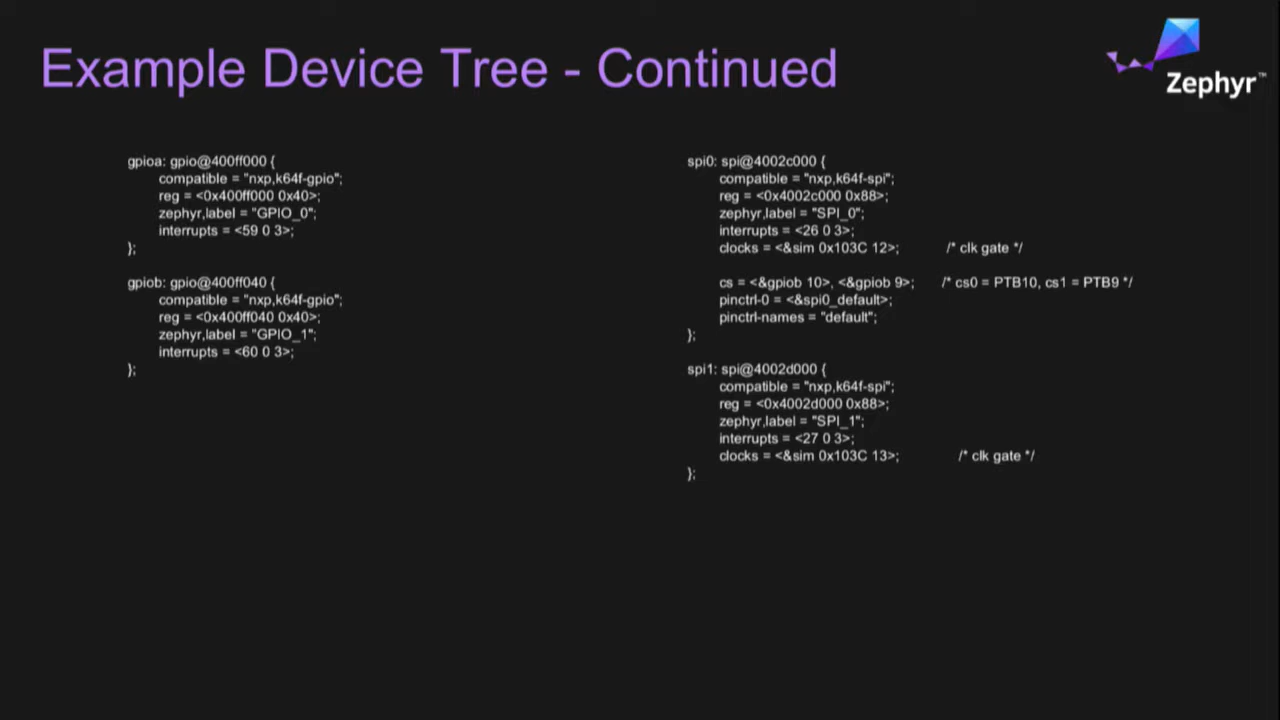 Example Device Tree - Continued
Zephyr™
gpioa: gpio@400ff000 {
compatible = "nxp,k64f-gpio";
reg = <0x400ff000 0x40>;
zephyr,label = "GPIO_0";
interrupts = <59 0 3>;
};
gpiob: gpio@400ff040 {
compatible = "nxp,k64f-gpio";
reg = <0x400ff040 0x40>;
zephyr,label = "GPIO_1";
interrupts = <60 0 3>;
};
spi0: spi@4002c000 {
compatible = "nxp,k64f-spi";
reg = <0x4002c000 0x88>;
zephyr,label = "SPI_0";
interrupts = <26 0 3>;
clocks = <&sim 0x103C 12>; /* clk gate */
cs = <&gpiob 10>, <&gpiob 9>; /* cs0 = PTB10, cs1 = PTB9 */
pinctrl-0 = <&spi0_default>;
pinctrl-names = "default";
};
spi1: spi@4002d000 {
compatible = "nxp,k64f-spi";
reg = <0x4002d000 0x88>;
zephyr,label = "SPI_1";
interrupts = <27 0 3>;
clocks = <&sim 0x103C 13>; /* clk gate */
};